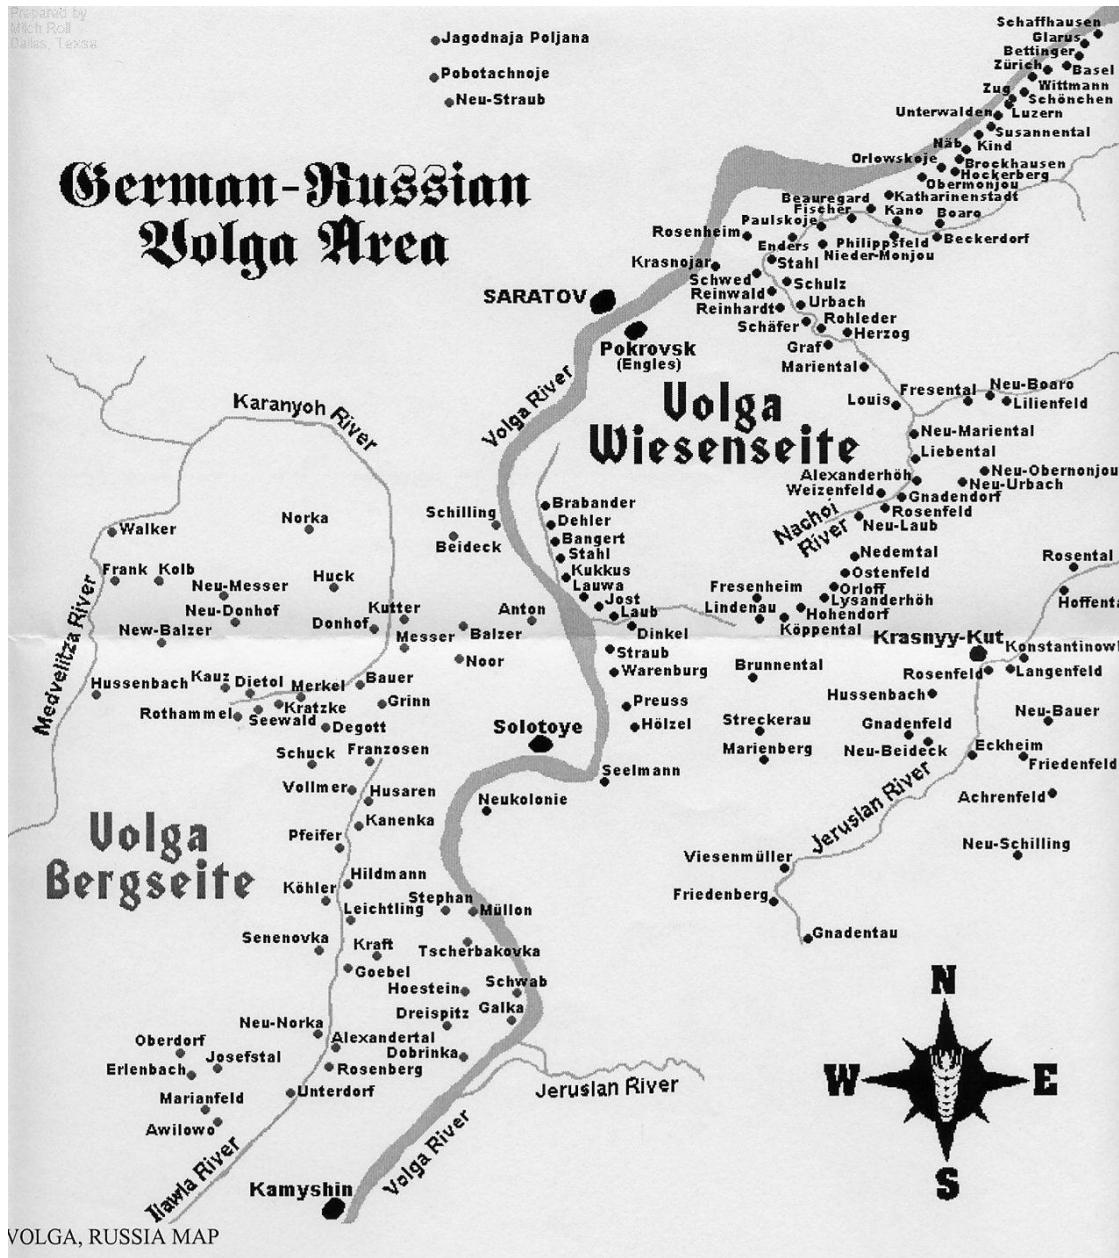 Prepared by
Mitch Roll
Dallas, Texas
Jagodnaja Poljana
Pobotachnoje
Neu-Straub
German-Russian
Volga Area
Schaffhausen
Glarus
Bettinger
Zürich
Basel
Wittmann
Zug
Schönchen
Unterwalden
Luzern
Susannental
Näb
Kind
Orlowskoje
Brockhausen
Hockerberg
Obermonjou
Katharinenstadt
Beauregard
Fischer
Kano
Boaro
Paulskoje
Rosenheim
Enders
Philippsfeld
Beckerdorf
Nieder-Monjou
Krasnojar
Stahl
Schwed
Schulz
Reinwald
Reinhardt
Urbach
SARATOV
Schäfer
Rohleder
Herzog
Pokrovsk
(Engles)
Graf
Mariental
Volga River
Karanyoh River
Volga
Wiesenseite
Fresental
Neu-Boaro
Louis
Lilienfeld
Neu-Mariental
Liebental
Alexanderhöh
Neu-Obernonjou
Weizenfeld
Neu-Urbach
Gnadendorf
Nachoi
River
Rosenfeld
Neu-Laub
Brabander
Schilling
Dehler
Walker
Norka
Beideck
Bangert
Stahl
Nedemtal
Rosental
Frank
Kolb
Kukkus
Ostenfeld
Neu-Messer
Huck
Lauwa
Orloff
Fresenheim
Lysanderhöh
Hoffenta
Neu-Donhof
Kutter
Anton
Jost
Laub
Lindenau
Hohendorf
New-Balzer
Donhof
Messer
Balzer
Dinkel
Köppental
Krasnyy-Kut
Medvelitza River
Noor
Straub
Konstantinowk
Hussenbach
Kauz
Dietol
Merkel
Bauer
Warenburg
Brunnental
Rosenfeld
Langenfeld
Rothammel
Seewald
Kratzke
Grinn
Hussenbach
Degott
Preuss
Streckerau
Gnadenfeld
Neu-Bauer
Solotoye
Hölzel
Schuck
Franzosen
Marienberg
Neu-Beideck
Eckheim
Friedenfeld
Seelmann
Vollmer
Husaren
Neukolonie
Achrenfeld
Volga
Bergseite
Kanenka
Jeruslan River
Pfeifer
Neu-Schilling
Viesenmüller
Hildmann
Köhler
Stephan
Friedenberg
Leichtling
Müllon
Senenovka
Gnadentau
Kraft
Tscherbakovka
Goebel
Hoestein
Schwab
N
Dreispitz
Galka
Neu-Norka
Oberdorf
Alexandertal
Josefstal
Dobrinka
Erlenbach
Rosenberg
W
E
Jeruslan River
Unterdorf
Marianfeld
Awilowo
Volga River
Ilawla River
S
Kamyshin
VOLGA, RUSSIA MAP